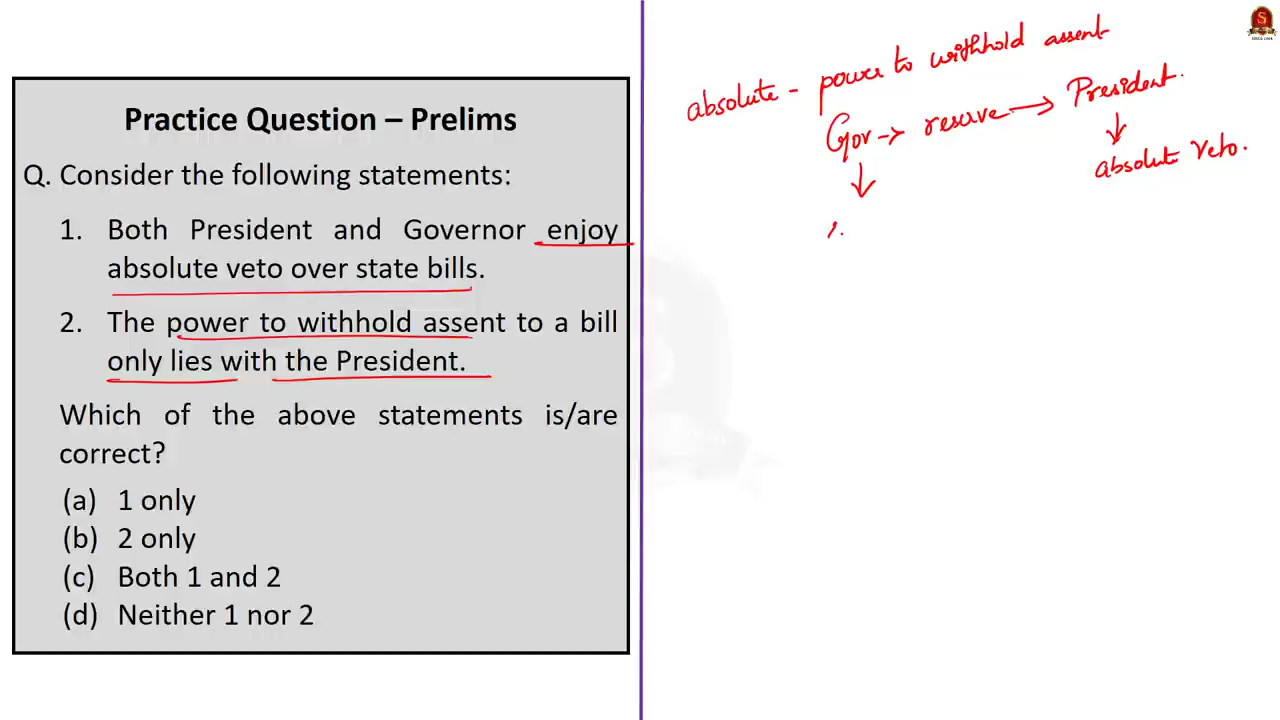 Practice Question – Prelims
Q. Consider the following statements:
1. Both President and Governor enjoy
absolute veto over state bills.
2. The power to withhold assent to a bill
only lies with the President.
Which of the above statements is/are
correct?
(a) 1 only
(b) 2 only
(c) Both 1 and 2
(d) Neither 1 nor 2
absolute - power to withhold assent
Gov -> reserve -> President.
absolute veto.